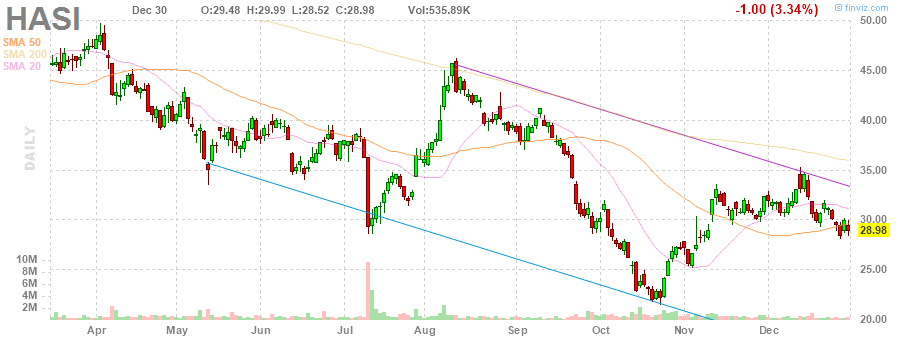 HASI Dec 30 O:29.48 H:29.99 L:28.52 C:28.98 Vol:535.89K -1.00 (3.34%) © finviz.com
SMA 50
SMA 200
SMA 20
DAILY
50.00
45.00
40.00
35.00
30.00
28.98
25.00
20.00
10M
8M
6M
4M
2M
Apr May Jun Jul Aug Sep Oct Nov Dec